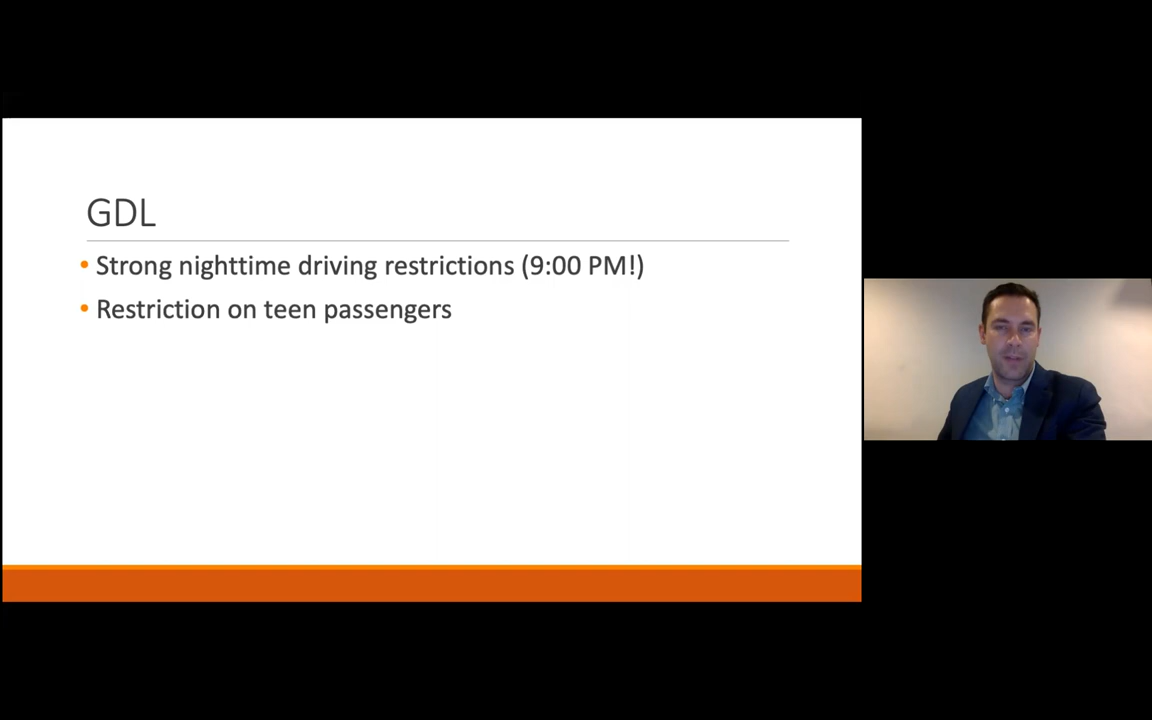 GDL
• Strong nighttime driving restrictions (9:00 PM!)
• Restriction on teen passengers